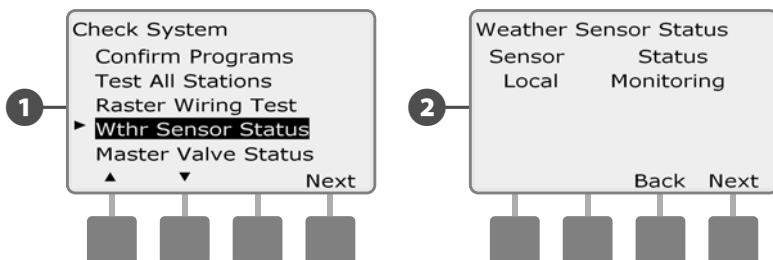 1
Check System
Confirm Programs
Test All Stations
Raster Wiring Test
Wthr Sensor Status
Master Valve Status
Next
2
Weather Sensor Status
Sensor Status
Local Monitoring
Back Next